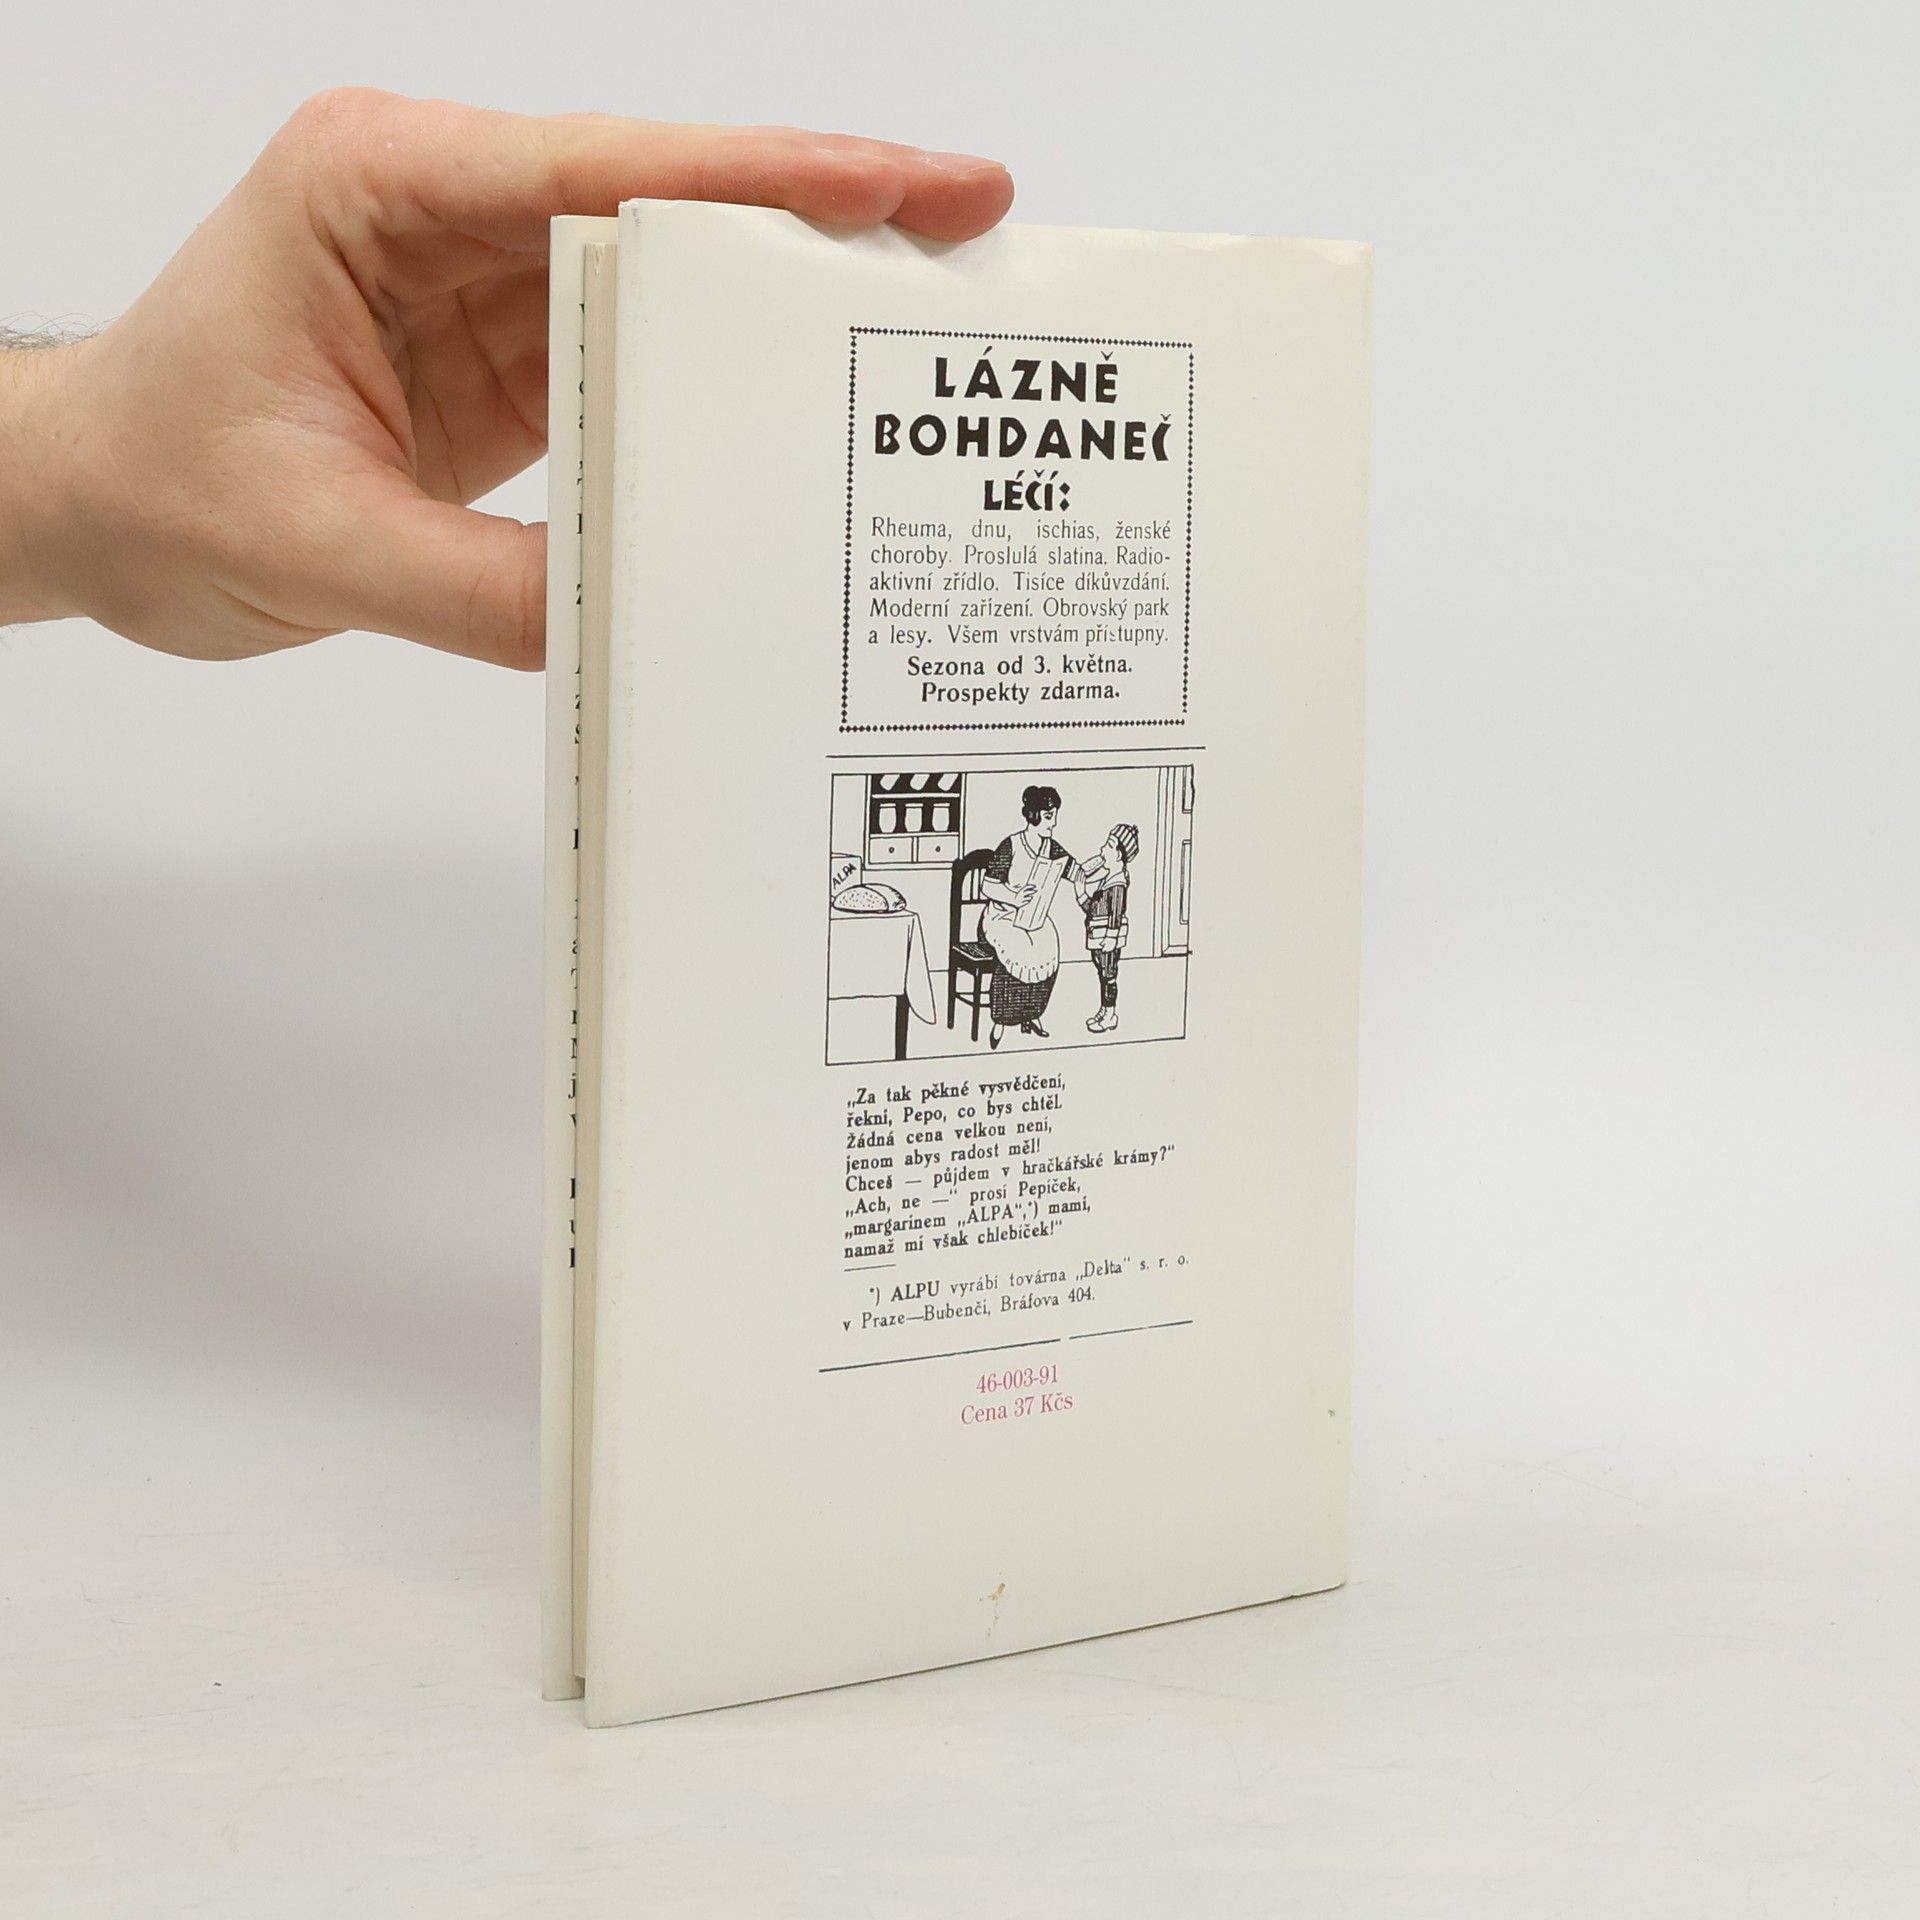 LÁZNĚ
BOHDANEČ
LÉČÍ:
Rheuma, dnu, ischias, ženské
choroby. Proslulá slatina. Radio-
aktivní zřídlo. Tisíce díkůvzdání.
Moderní zařízení. Obrovský park
a lesy. Všem vrstvám přístupny.
Sezona od 3. května.
Prospekty zdarma.
ALPA
„Za tak pěkné vysvědčení,
řekni, Pepo, co bys chtěl.
Žádná cena velkou není,
jenom abys radost měl!
Chceš — půjdem v hračkářské krámy?“
„Ach, ne —“ prosí Pepíček,
„margarinem „ALPA“,*) mami,
namaž mi však chlebíček!“
*) ALPU vyrábí továrna „Delta“ s. r. o.
v Praze—Bubenči, Bráfova 404.
46-003-91
Cena 37 Kčs